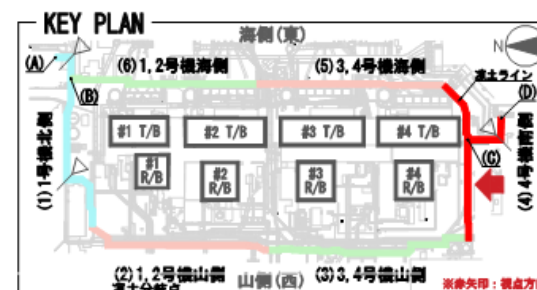 KEY PLAN
海側(東)
N
(A)
(6) 1,2号機海側
(5) 3,4号機海側
凍土ライン
(D)
(B)
#1 T/B
#2 T/B
#3 T/B
#4 T/B
(1) 1号機北側
#1
R/B
#2
R/B
#3
R/B
#4
R/B
(C)
(4) 4号機南側
(2) 1,2号機山側
山側(西)
(3) 3,4号機山側
※赤矢印：視点方向